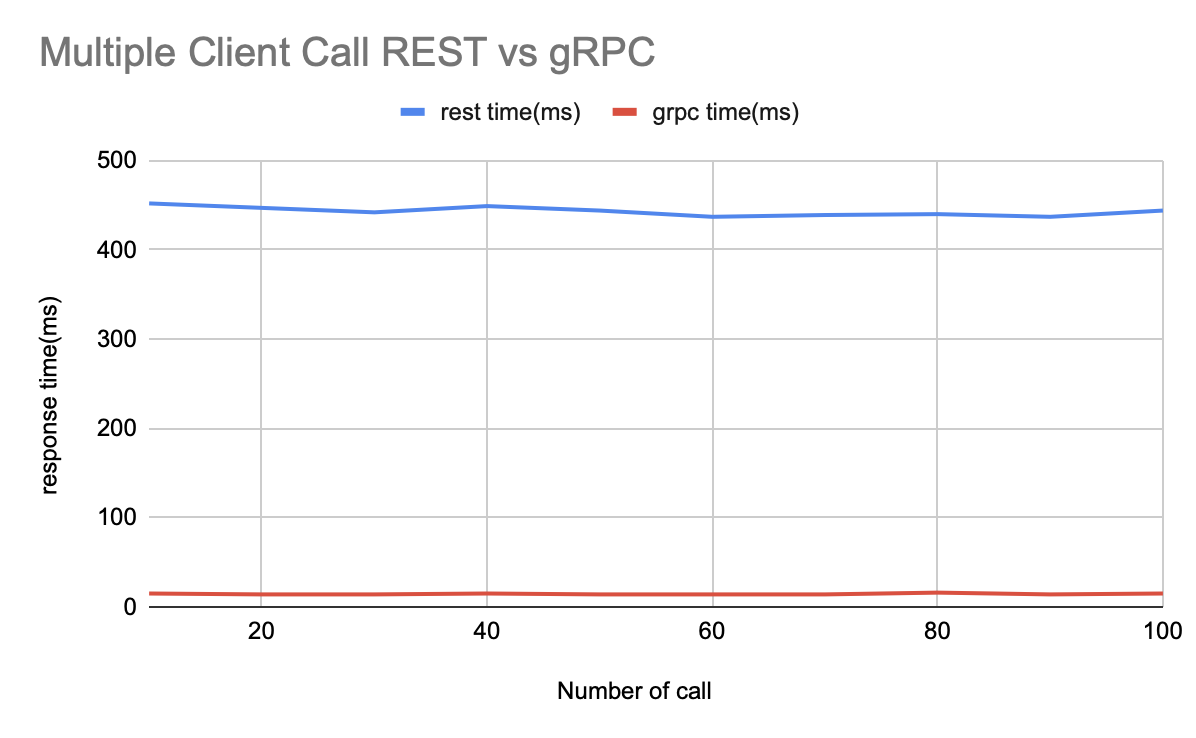 Multiple Client Call REST vs gRPC
rest time(ms) grpc time(ms)
500
400
300
200
100
0
response time(ms)
20 40 60 80 100
Number of call